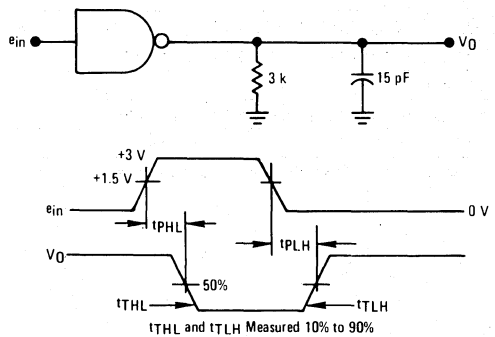 ein
VO
3 k
15 pF
+3 V
+1.5 V
ein
0 V
tPHL
tPLH
VO
50%
tTHL
tTLH
tTHL and tTLH Measured 10% to 90%